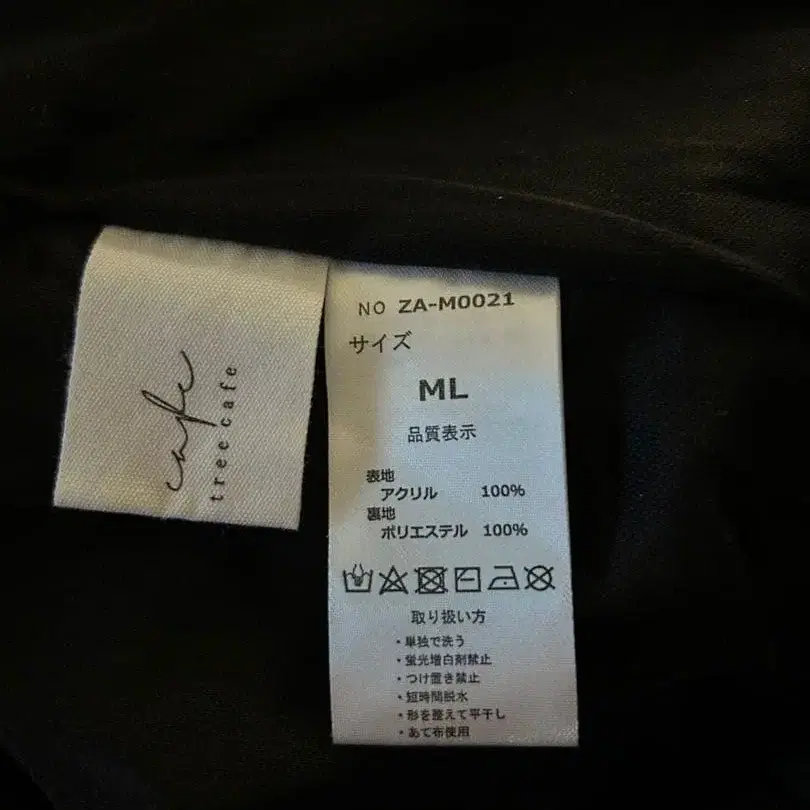 cafe
tree cafe
NO ZA-M0021
サイズ
ML
品質表示
表地
アクリル 100%
裏地
ポリエステル 100%
取り扱い方
・単独で洗う
・蛍光増白剤禁止
・つけ置き禁止
・短時間脱水
・形を整えて平干し
・あて布使用